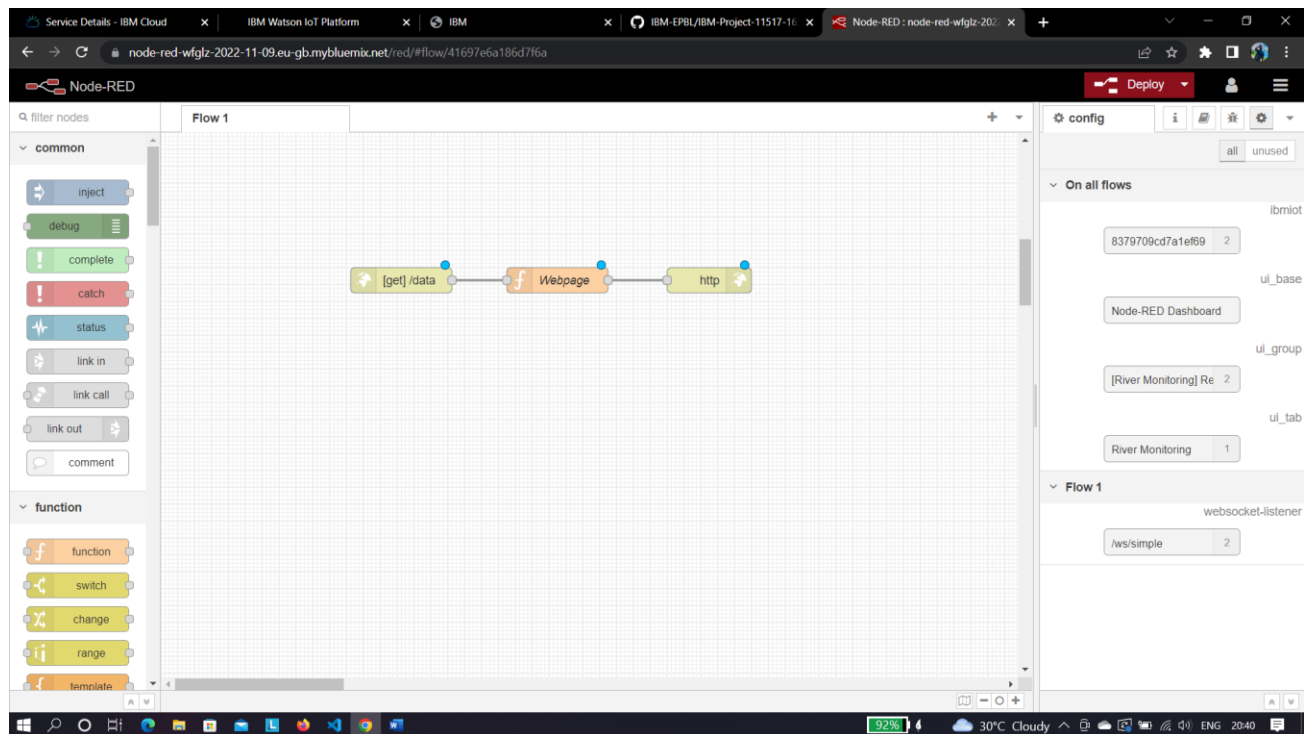 Service Details - IBM Cloud
IBM Watson IoT Platform
IBM
IBM-EPBL/IBM-Project-11517-16
Node-RED : node-red-wfglz-202
node-red-wfglz-2022-11-09.eu-gb.mybluemix.net/red/#flow/41697e6a186d7f6a
Node-RED
Deploy
filter nodes
Flow 1
config
i
all
unused
common
inject
debug
complete
catch
status
link in
link call
link out
comment
function
function
switch
change
range
template
[get] /data
Webpage
http
On all flows
ibmiot
8379709cd7a1ef69 2
ui_base
Node-RED Dashboard
ui_group
[River Monitoring] Re 2
ui_tab
River Monitoring 1
Flow 1
websocket-listener
/ws/simple 2
92%
30°C Cloudy
ENG
20:40